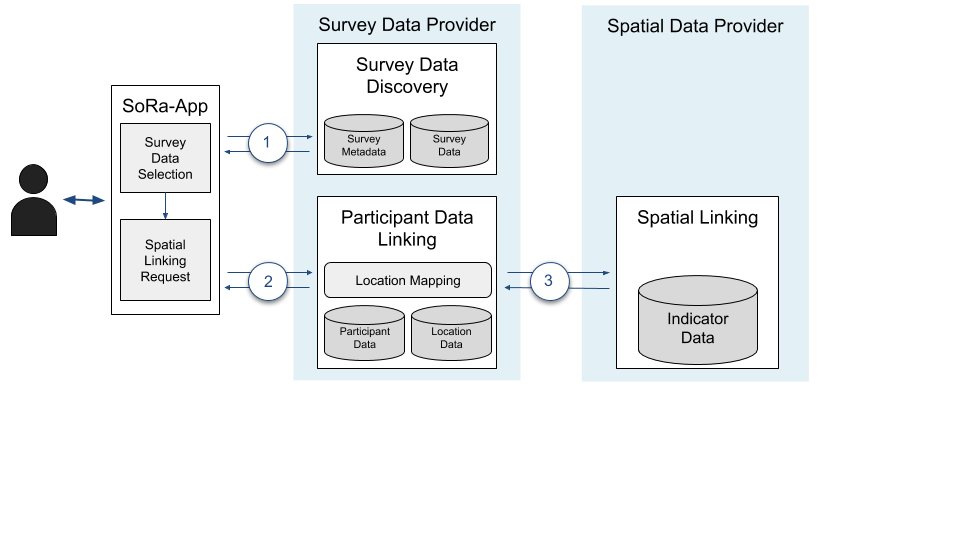 Survey Data Provider
Spatial Data Provider
Survey Data
Discovery
SoRa-App
Survey
Metadata
Survey
Data
Survey
Data
Selection
1
Participant Data
Linking
Spatial Linking
Spatial
Linking
Request
2
Location Mapping
3
Participant
Data
Location
Data
Indicator
Data